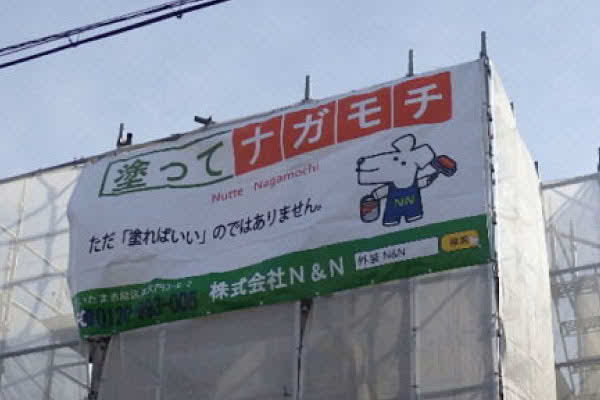 塗ってナガモチ
Nutte Nagamochi
ただ「塗ればいい」のではありません。
NN
株式会社N&N
外装 N&N
検索